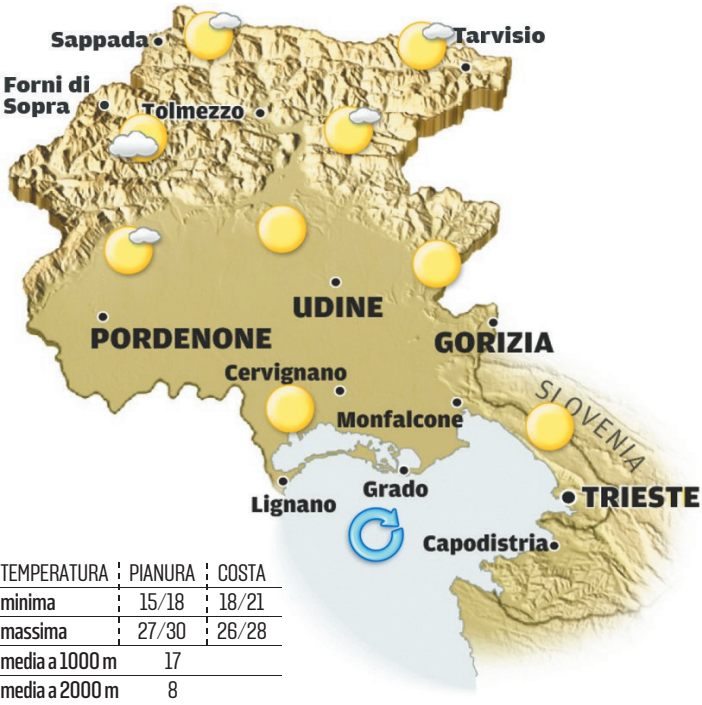 Sappada
Tarvisio
Forni di
Sopra
Tolmezzo
UDINE
PORDENONE
GORIZIA
Cervignano
SLOVENIA
Monfalcone
Grado
Lignano
TRIESTE
Capodistria
TEMPERATURA PIANURA COSTA
minima 15/18 18/21
massima 27/30 26/28
media a 1000 m 17
media a 2000 m 8